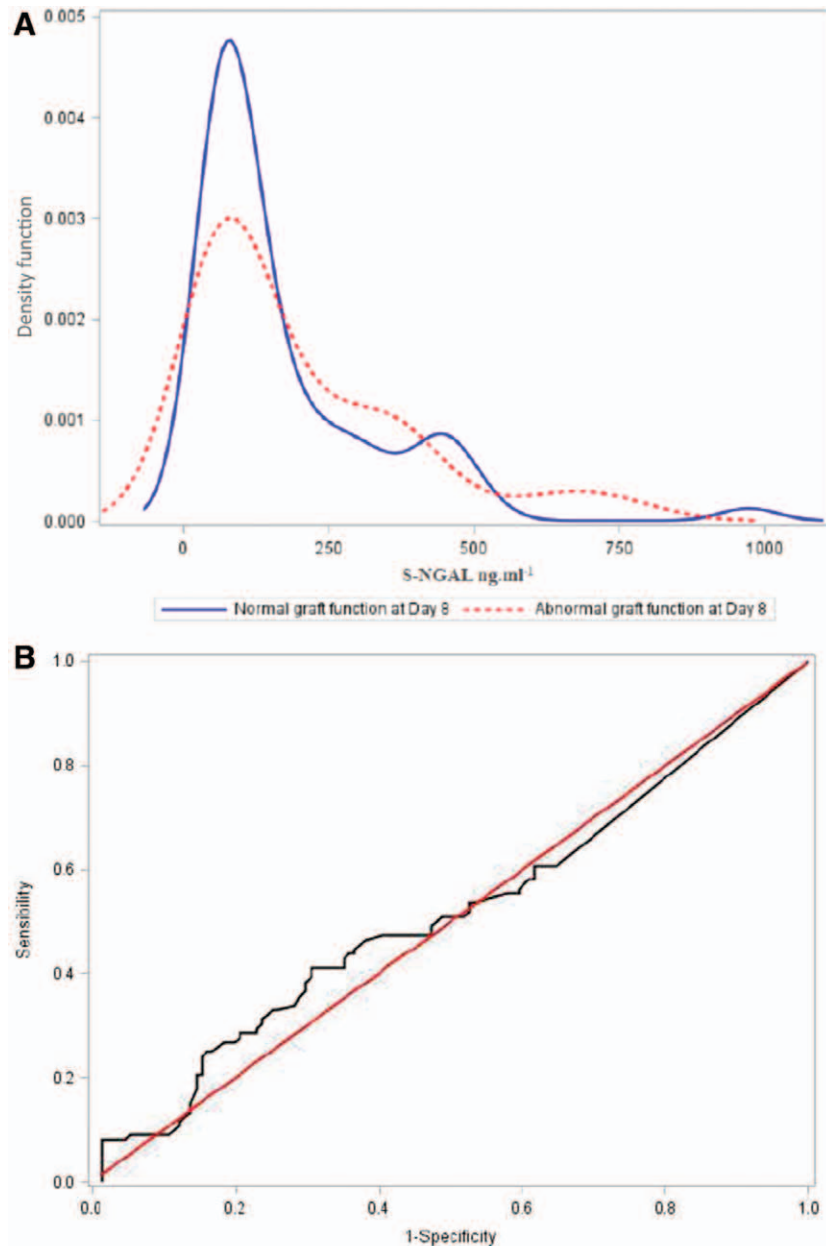 A
0.005
0.004
0.003
0.002
0.001
0.000
Density function
0 250 500 750 1000
S-NGAL ng.ml-1
Normal graft function at Day 8 Abnormal graft function at Day 8
B
1.0
0.8
0.6
0.4
0.2
0.0
Sensibility
0.0 0.2 0.4 0.6 0.8 1.0
1-Specificity